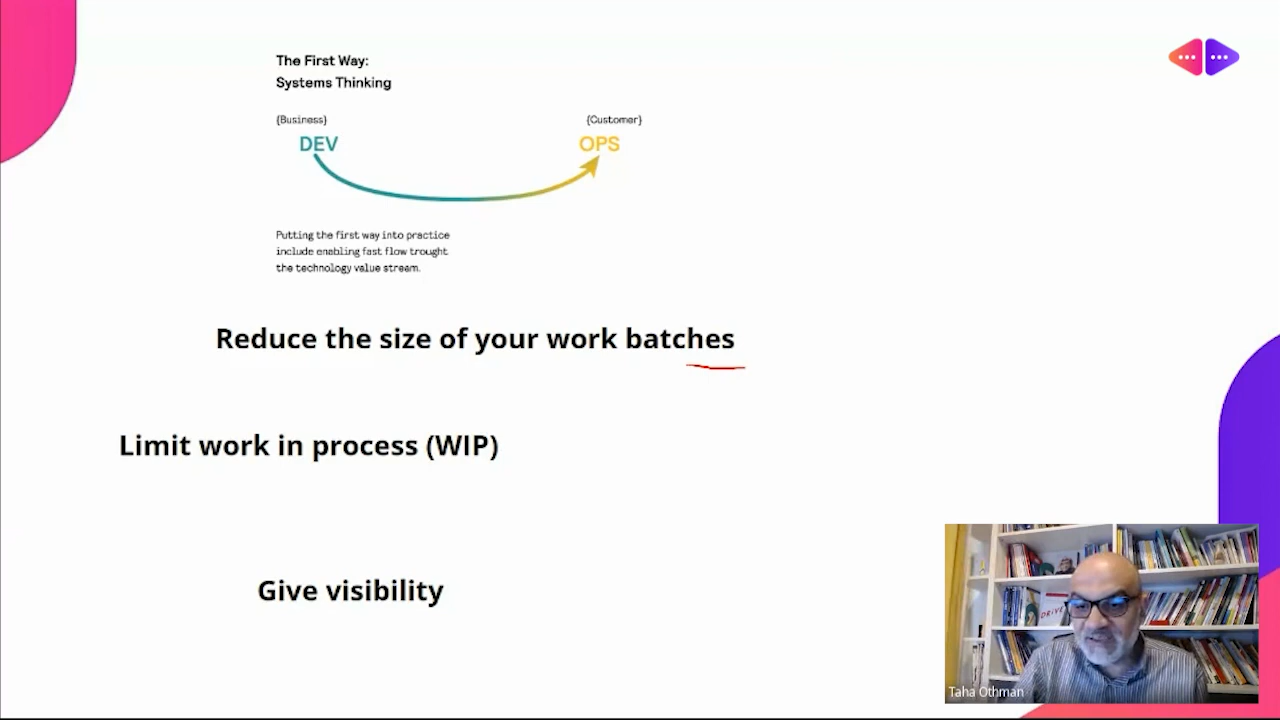 The First Way:
Systems Thinking
{Business}
{Customer}
DEV
OPS
Putting the first way into practice
include enabling fast flow trought
the technology value stream.
Reduce the size of your work batches
Limit work in process (WIP)
Give visibility
DRiVE
Taha Othman